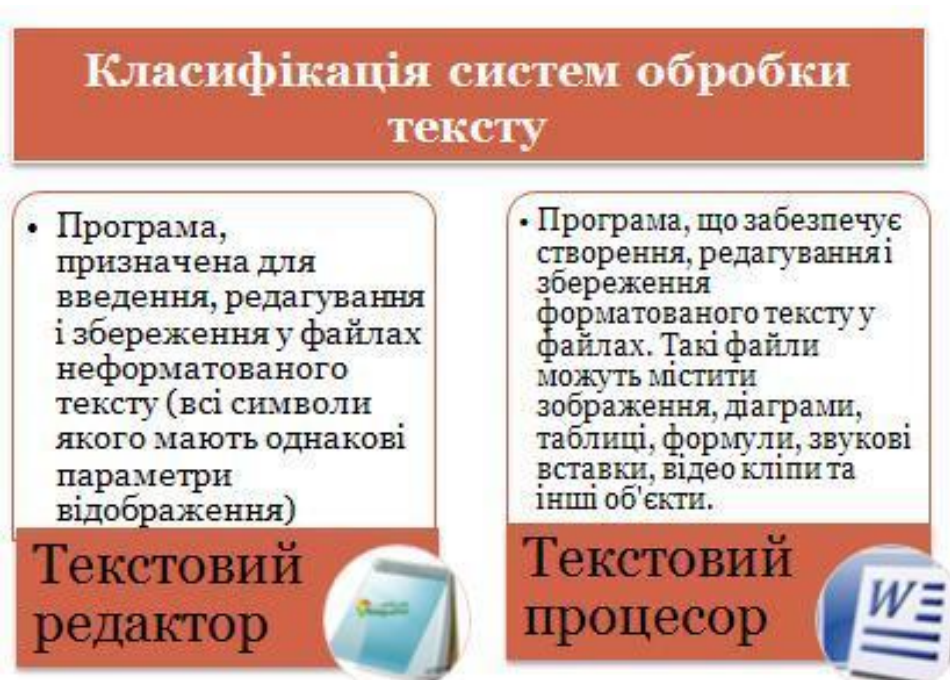 Класифікація систем обробки
тексту
• Програма,
призначена для
введення, редагування
і збереження у файлах
неформатованого
тексту (всі символи
якого мають однакові
параметри
відображення)
Текстовий
редактор
• Програма, що забезпечує
створення, редагування і
збереження
форматованого тексту у
файлах. Такі файли
можуть містити
зображення, діаграми,
таблиці, формули, звукові
вставки, відео кліпи та
інші об'єкти.
Текстовий
процесор
W